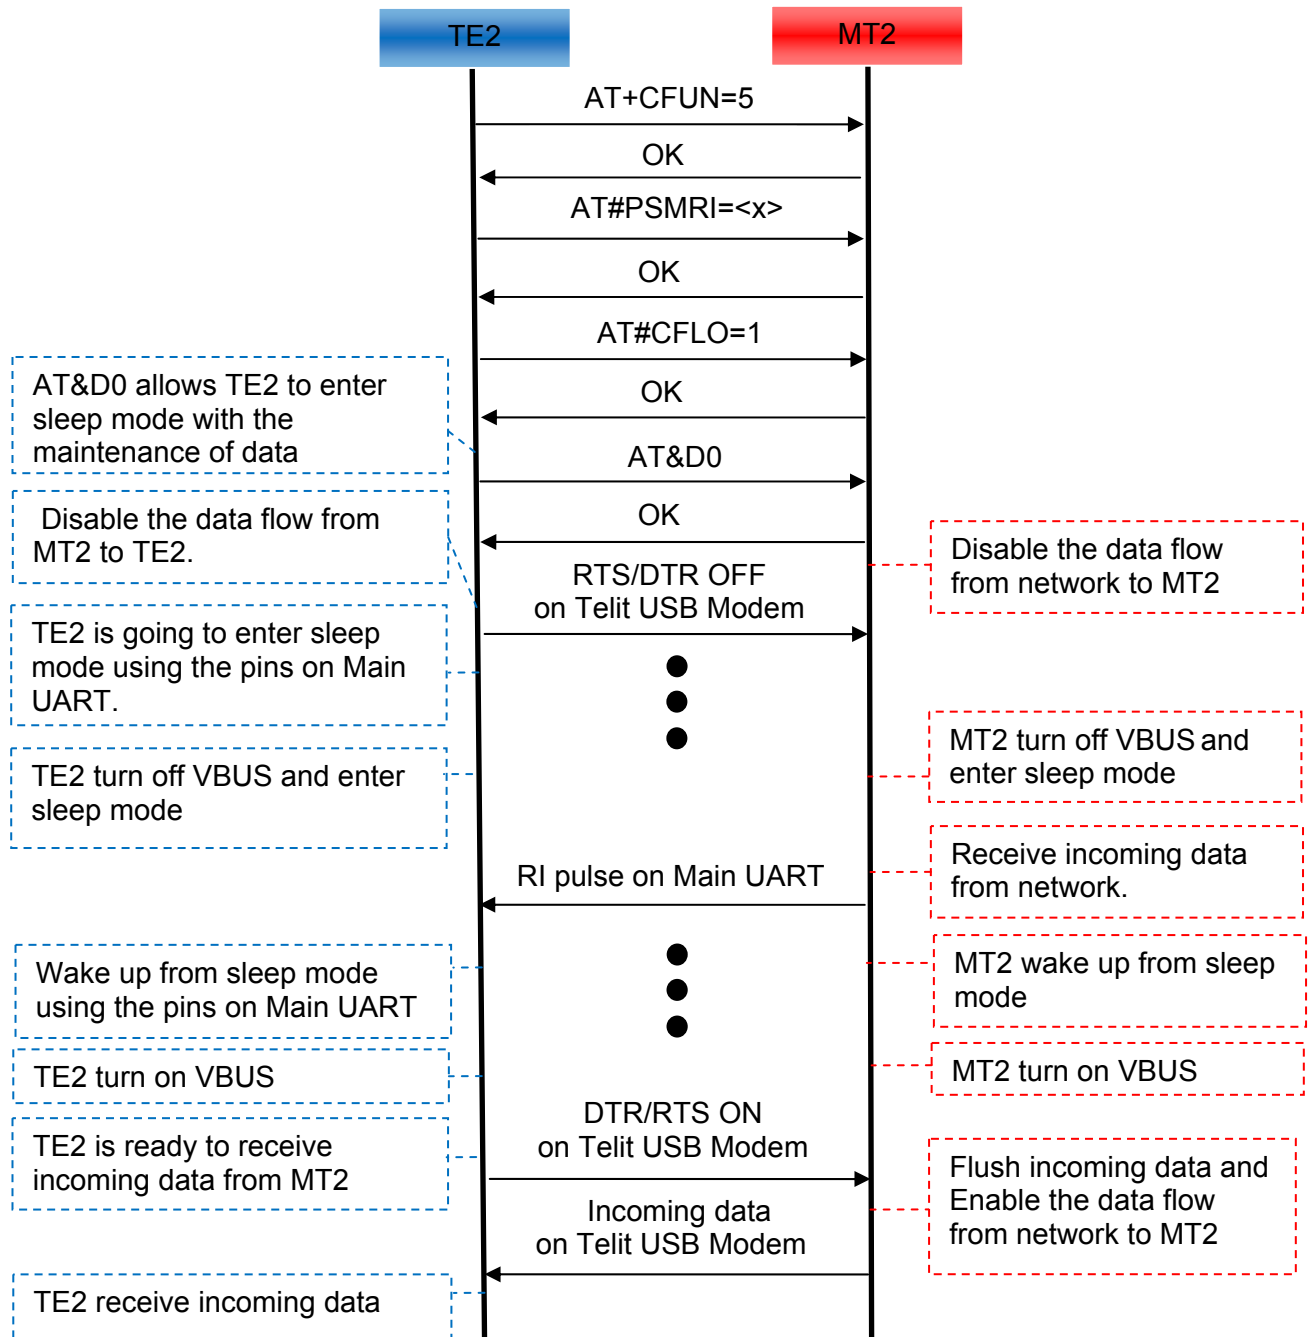 TE2
MT2
AT+CFUN=5
OK
AT#PSMRI=<x>
OK
AT#CFLO=1
AT&D0 allows TE2 to enter
sleep mode with the
maintenance of data
OK
AT&D0
Disable the data flow from
MT2 to TE2.
OK
Disable the data flow
from network to MT2
RTS/DTR OFF
on Telit USB Modem
TE2 is going to enter sleep
mode using the pins on Main
UART.
MT2 turn off VBUS and
enter sleep mode
TE2 turn off VBUS and enter
sleep mode
Receive incoming data
from network.
RI pulse on Main UART
Wake up from sleep mode
using the pins on Main UART
MT2 wake up from sleep
mode
TE2 turn on VBUS
MT2 turn on VBUS
DTR/RTS ON
on Telit USB Modem
TE2 is ready to receive
incoming data from MT2
Flush incoming data and
Enable the data flow
from network to MT2
Incoming data
on Telit USB Modem
TE2 receive incoming data